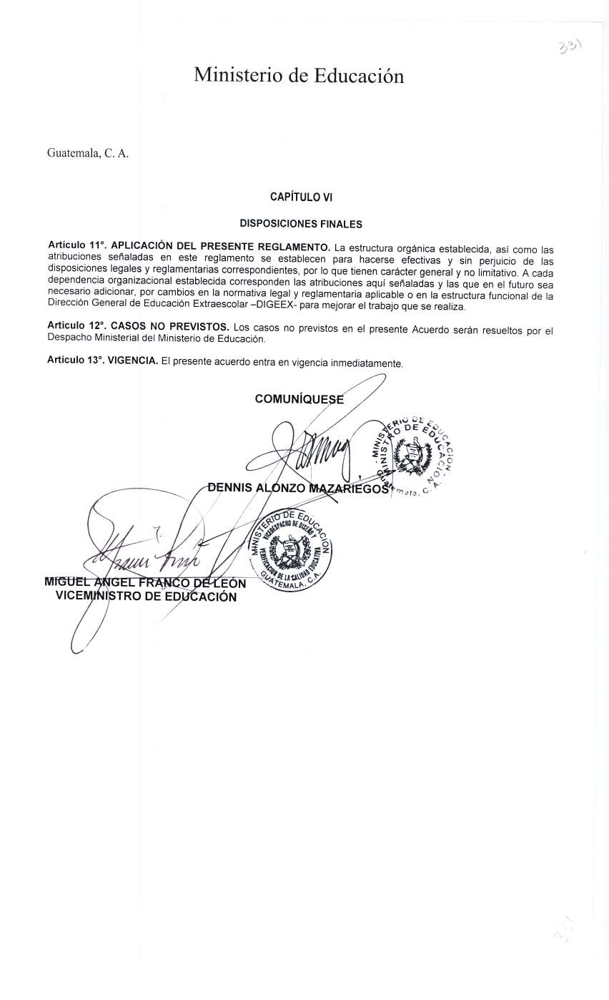 331
Ministerio de Educación
Guatemala, C. A.
CAPÍTULO VI
DISPOSICIONES FINALES
Artículo 11°. APLICACIÓN DEL PRESENTE REGLAMENTO. La estructura orgánica establecida, así como las
atribuciones señaladas en este reglamento se establecen para hacerse efectivas y sin perjuicio de las
disposiciones legales y reglamentarias correspondientes, por lo que tienen carácter general y no limitativo. A cada
dependencia organizacional establecida corresponden las atribuciones aquí señaladas y las que en el futuro sea
necesario adicionar, por cambios en la normativa legal y reglamentaria aplicable o en la estructura funcional de la
Dirección General de Educación Extraescolar –DIGEEX- para mejorar el trabajo que se realiza.
Artículo 12°. CASOS NO PREVISTOS. Los casos no previstos en el presente Acuerdo serán resueltos por el
Despacho Ministerial del Ministerio de Educación.
Artículo 13°. VIGENCIA. El presente acuerdo entra en vigencia inmediatamente.
COMUNÍQUESE
MINISTERIO DE EDUCACIÓN
MINISTRO DE EDUCACION
Guatemala, C. A.
DENNIS ALONZO MAZARIEGOS
MINISTERIO DE EDUCACIÓN
VICEDESPACHO DE DISEÑO Y
VERIFICACION DE LA CALIDAD EDUCATIVA
GUATEMALA, C.A.
MIGUEL ANGEL FRANCO DE LEÓN
VICEMINISTRO DE EDUCACIÓN
331